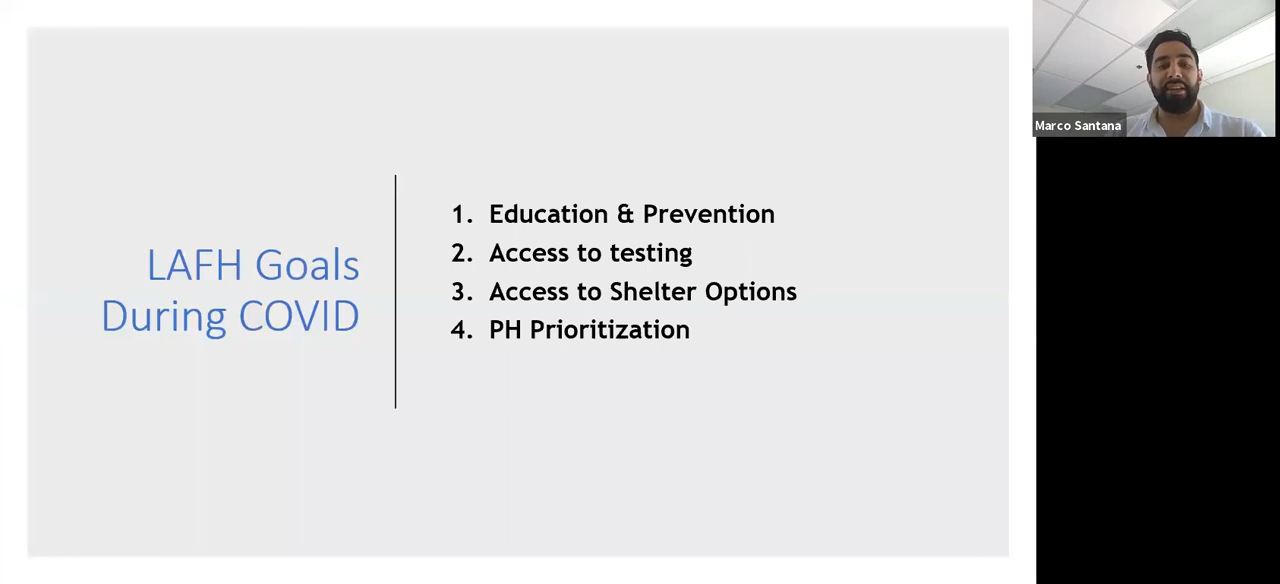 LAFH Goals
During COVID
1. Education & Prevention
2. Access to testing
3. Access to Shelter Options
4. PH Prioritization
Marco Santana